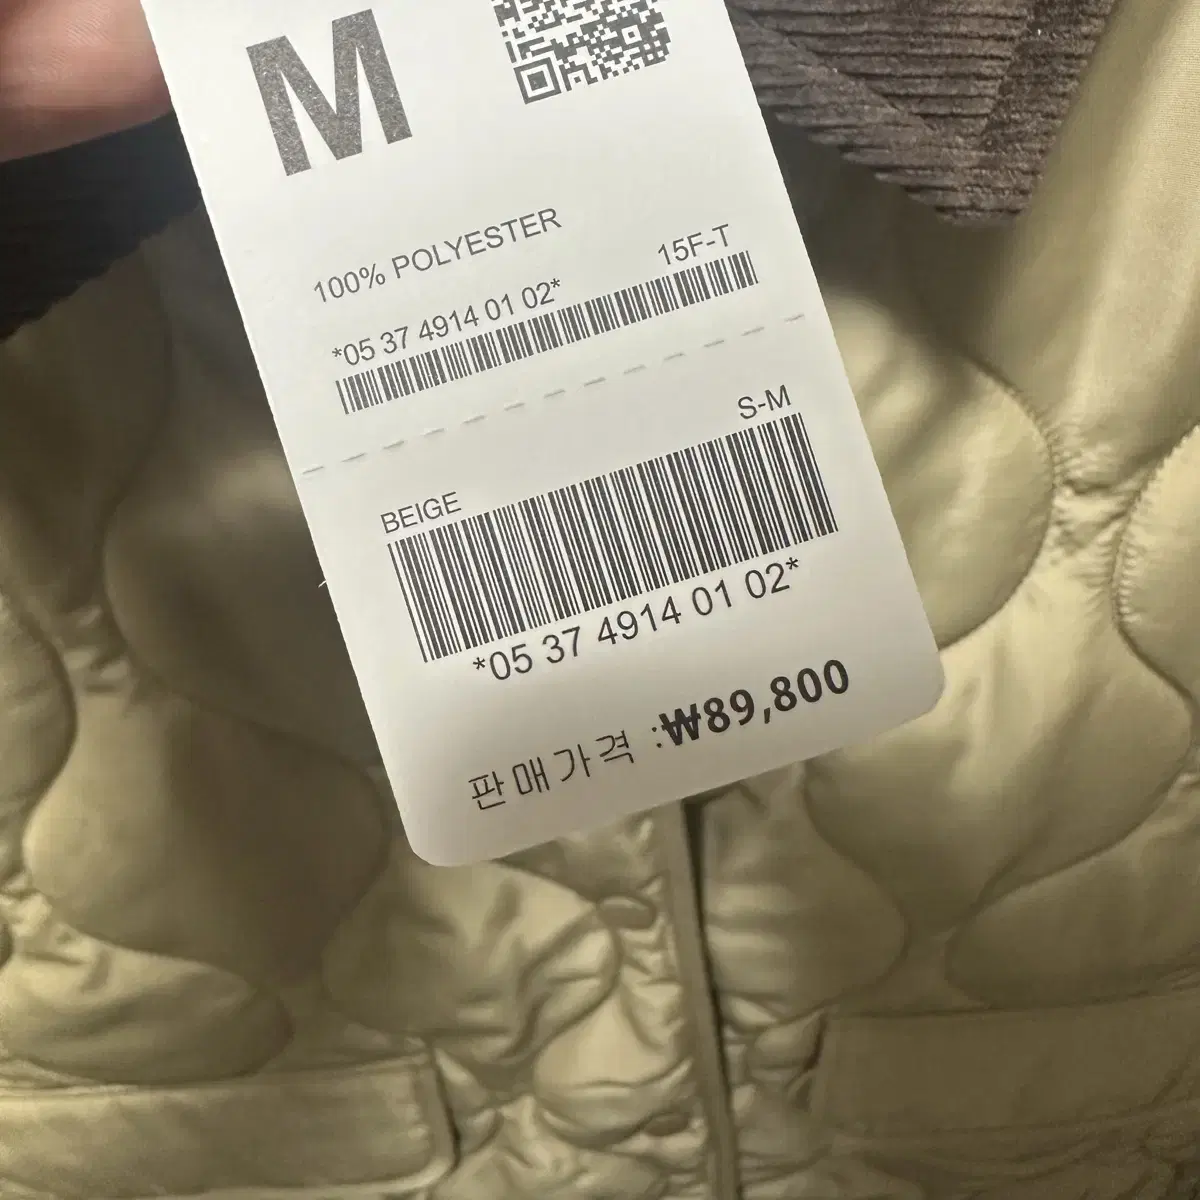 M
100% POLYESTER
15F-T
*05 37 4914 01 02*
S-M
BEIGE
*05 37 4914 01 02*
판매가격 :₩89,800